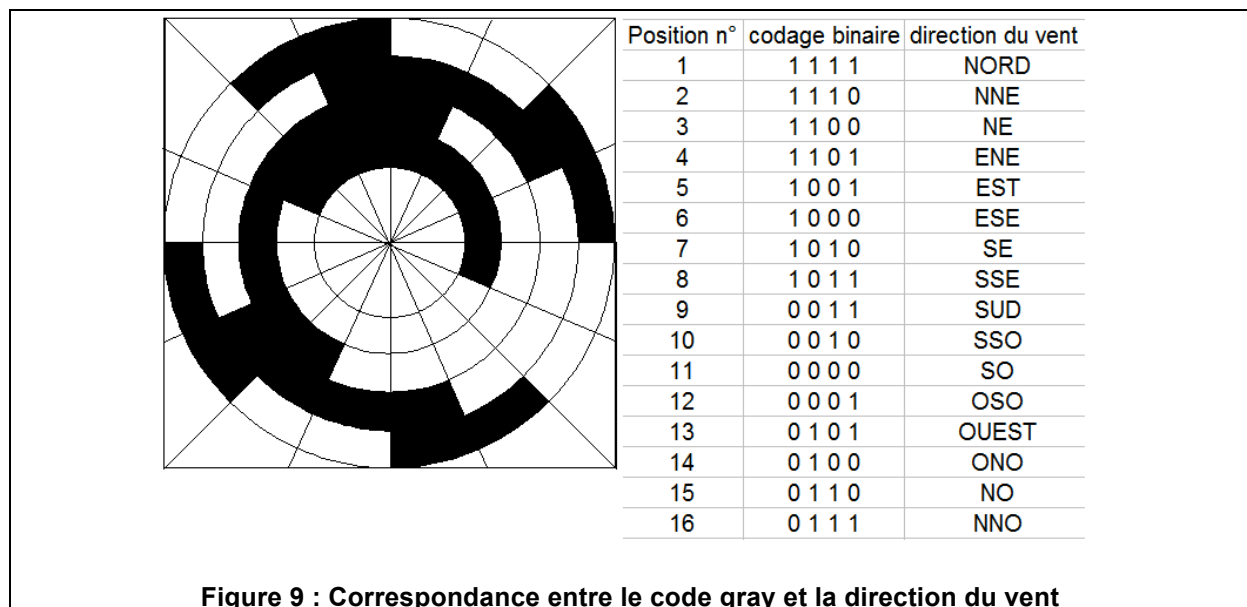 Position n° codage binaire direction du vent
1 1 1 1 1 NORD
2 1 1 1 0 NNE
3 1 1 0 0 NE
4 1 1 0 1 ENE
5 1 0 0 1 EST
6 1 0 0 0 ESE
7 1 0 1 0 SE
8 1 0 1 1 SSE
9 0 0 1 1 SUD
10 0 0 1 0 SSO
11 0 0 0 0 SO
12 0 0 0 1 OSO
13 0 1 0 1 OUEST
14 0 1 0 0 ONO
15 0 1 1 0 NO
16 0 1 1 1 NNO
Figure 9 : Correspondance entre le code gray et la direction du vent